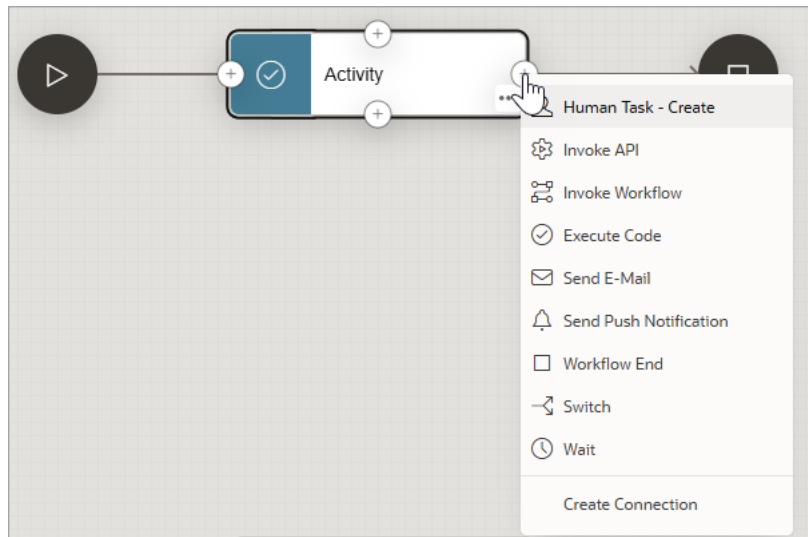 Activity
Human Task - Create
Invoke API
Invoke Workflow
Execute Code
Send E-Mail
Send Push Notification
Workflow End
Switch
Wait
Create Connection